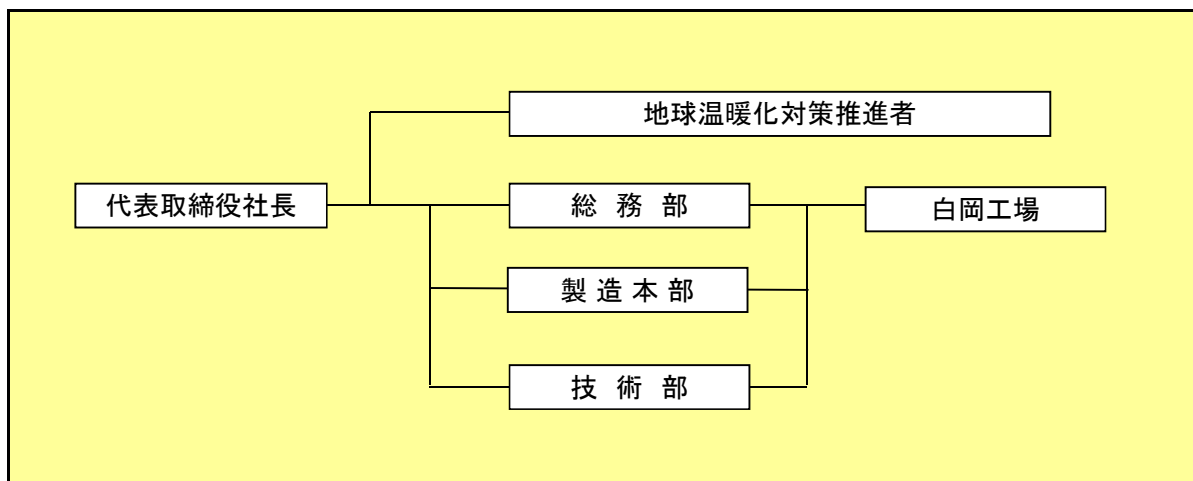 地球温暖化対策推進者
代表取締役社長
総 務 部
白岡工場
製 造 本 部
技 術 部